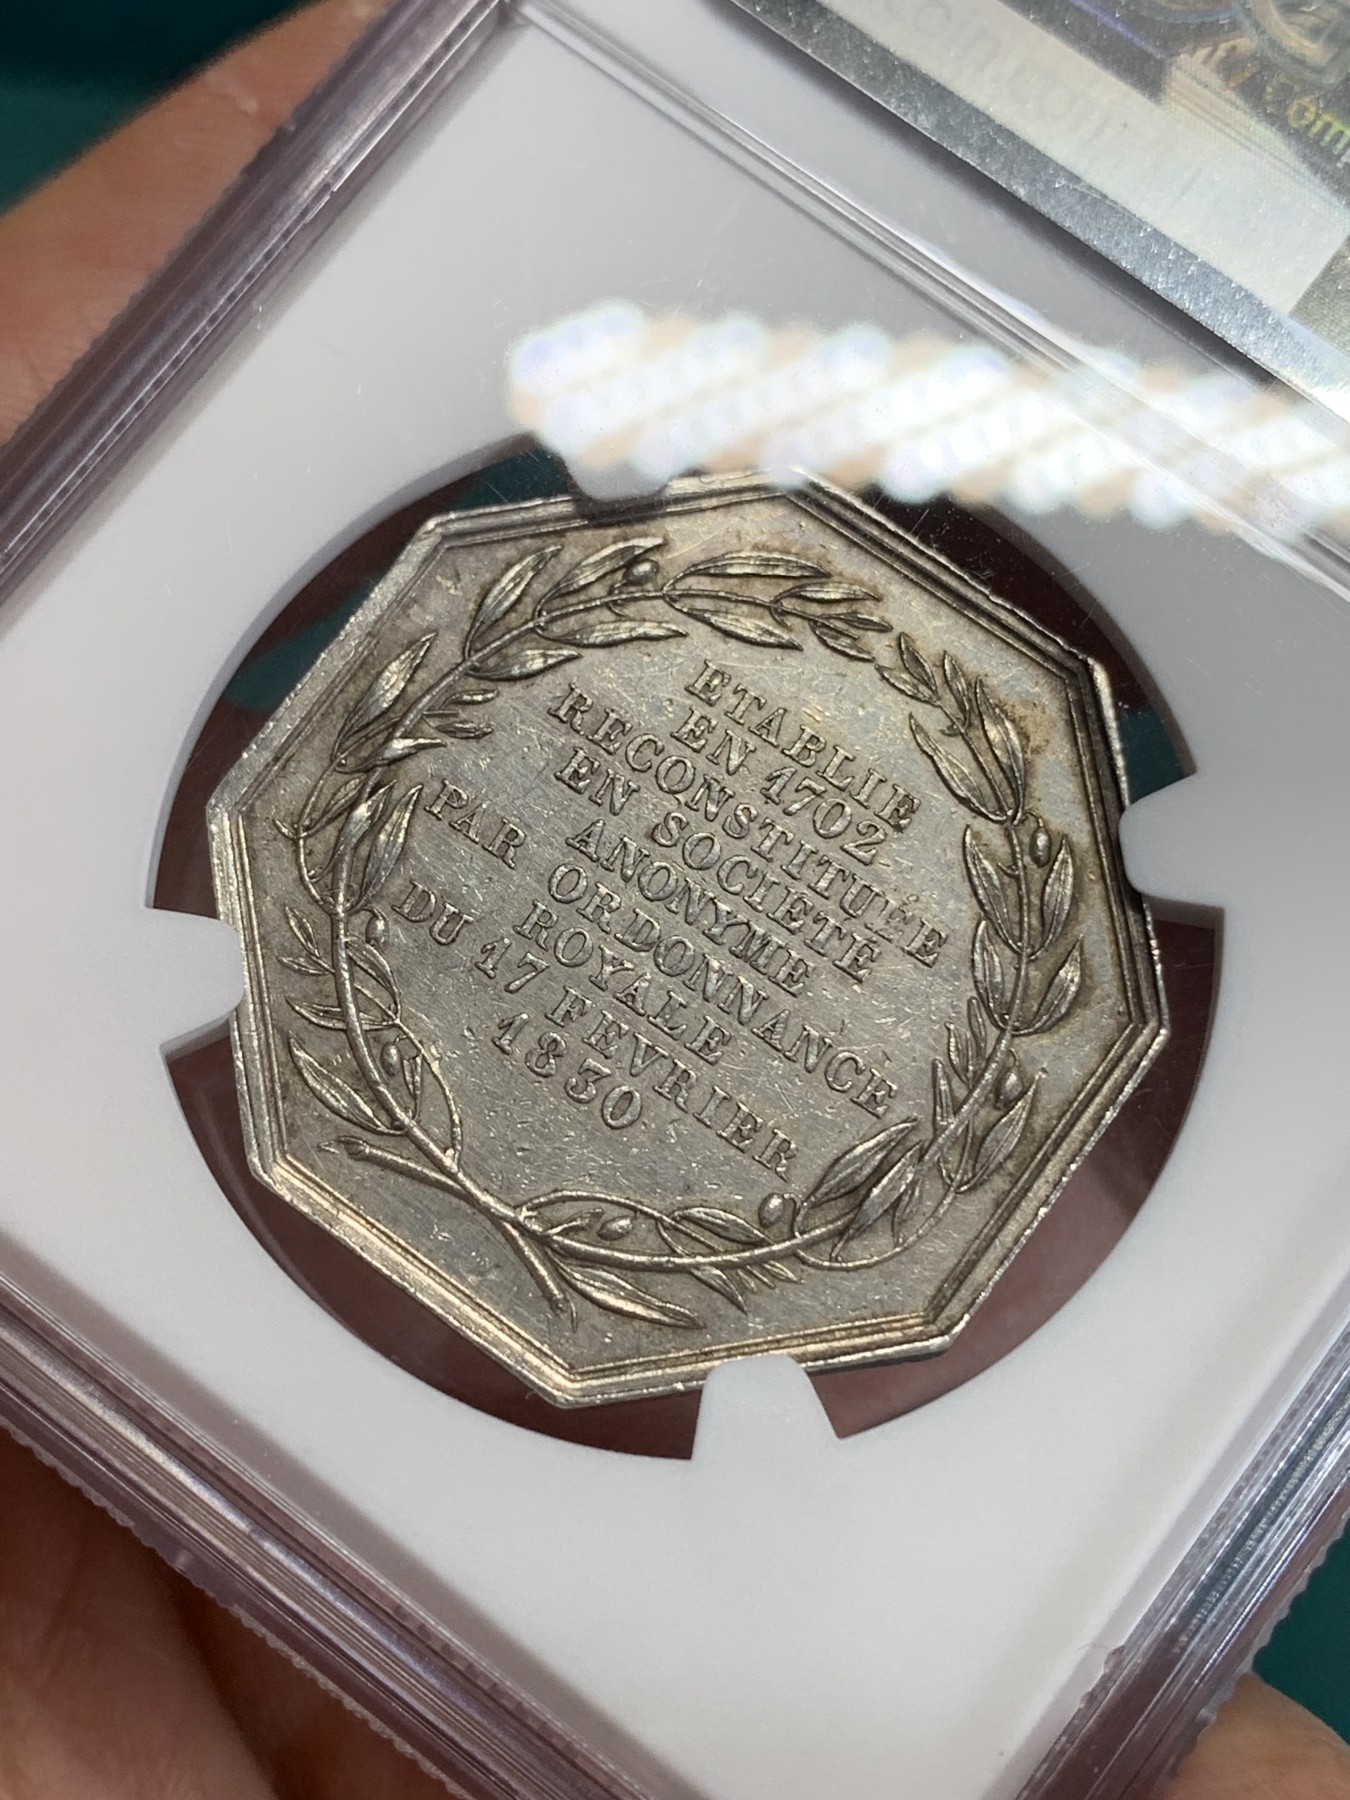 ETABLIE
EN 1702
RECONSTITUÉE
EN SOCIÉTÉ
ANONYME
PAR ORDONNANCE
ROYALE
DU 17 FEVRIER
1830